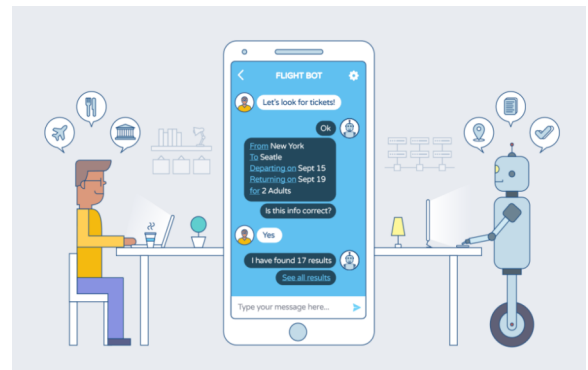 FLIGHT BOT
Let's look for tickets!
Ok
From New York
To Seatle
Departing on Sept 15
Returning on Sept 19
for 2 Adults
Is this info correct?
Yes
I have found 17 results
See all results
Type your message here...